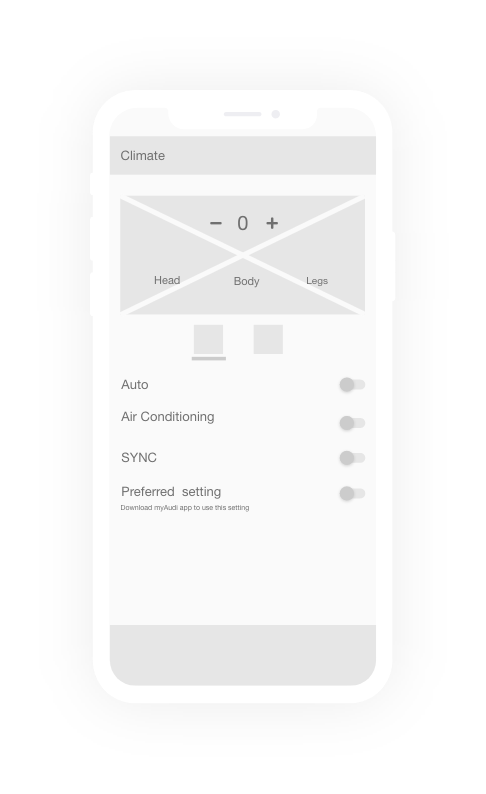 Climate
− 0 +
Head Body Legs
Auto
Air Conditioning
SYNC
Preferred setting
Download myAudi app to use this setting